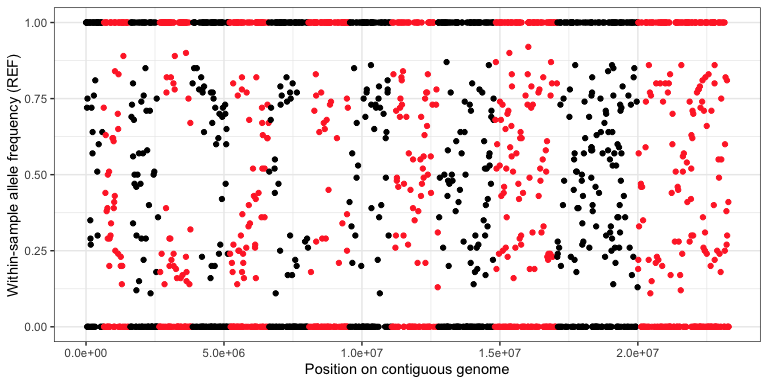 Within-sample allele frequency (REF)
1.00
0.75
0.50
0.25
0.00
0.0e+00 5.0e+06 1.0e+07 1.5e+07 2.0e+07
Position on contiguous genome